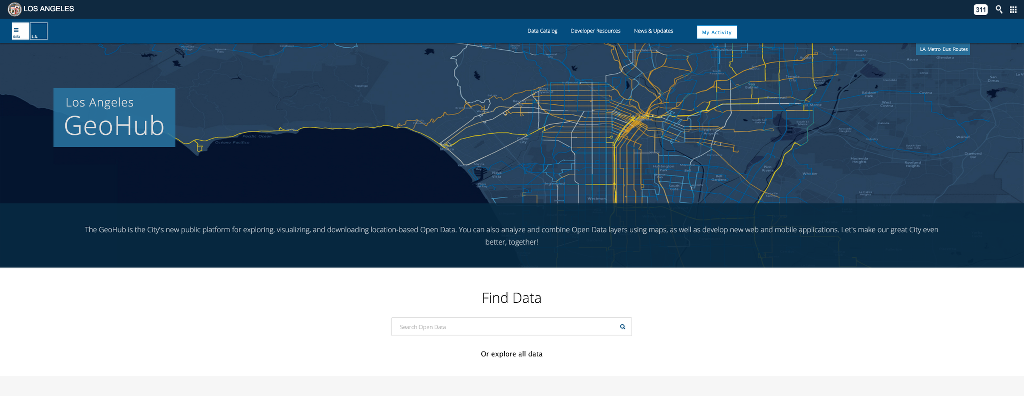 LOS ANGELES
311
LA
Data Catalog
Developer Resources
News & Updates
My Activity
LA Metro Bus Routes
Los Angeles
GeoHub
The GeoHub is the City's new public platform for exploring, visualizing, and downloading location-based Open Data. You can also analyze and combine Open Data layers using maps, as well as develop new web and mobile applications. Let's make our great City even
better, together!
Find Data
Search Open Data
Or explore all data